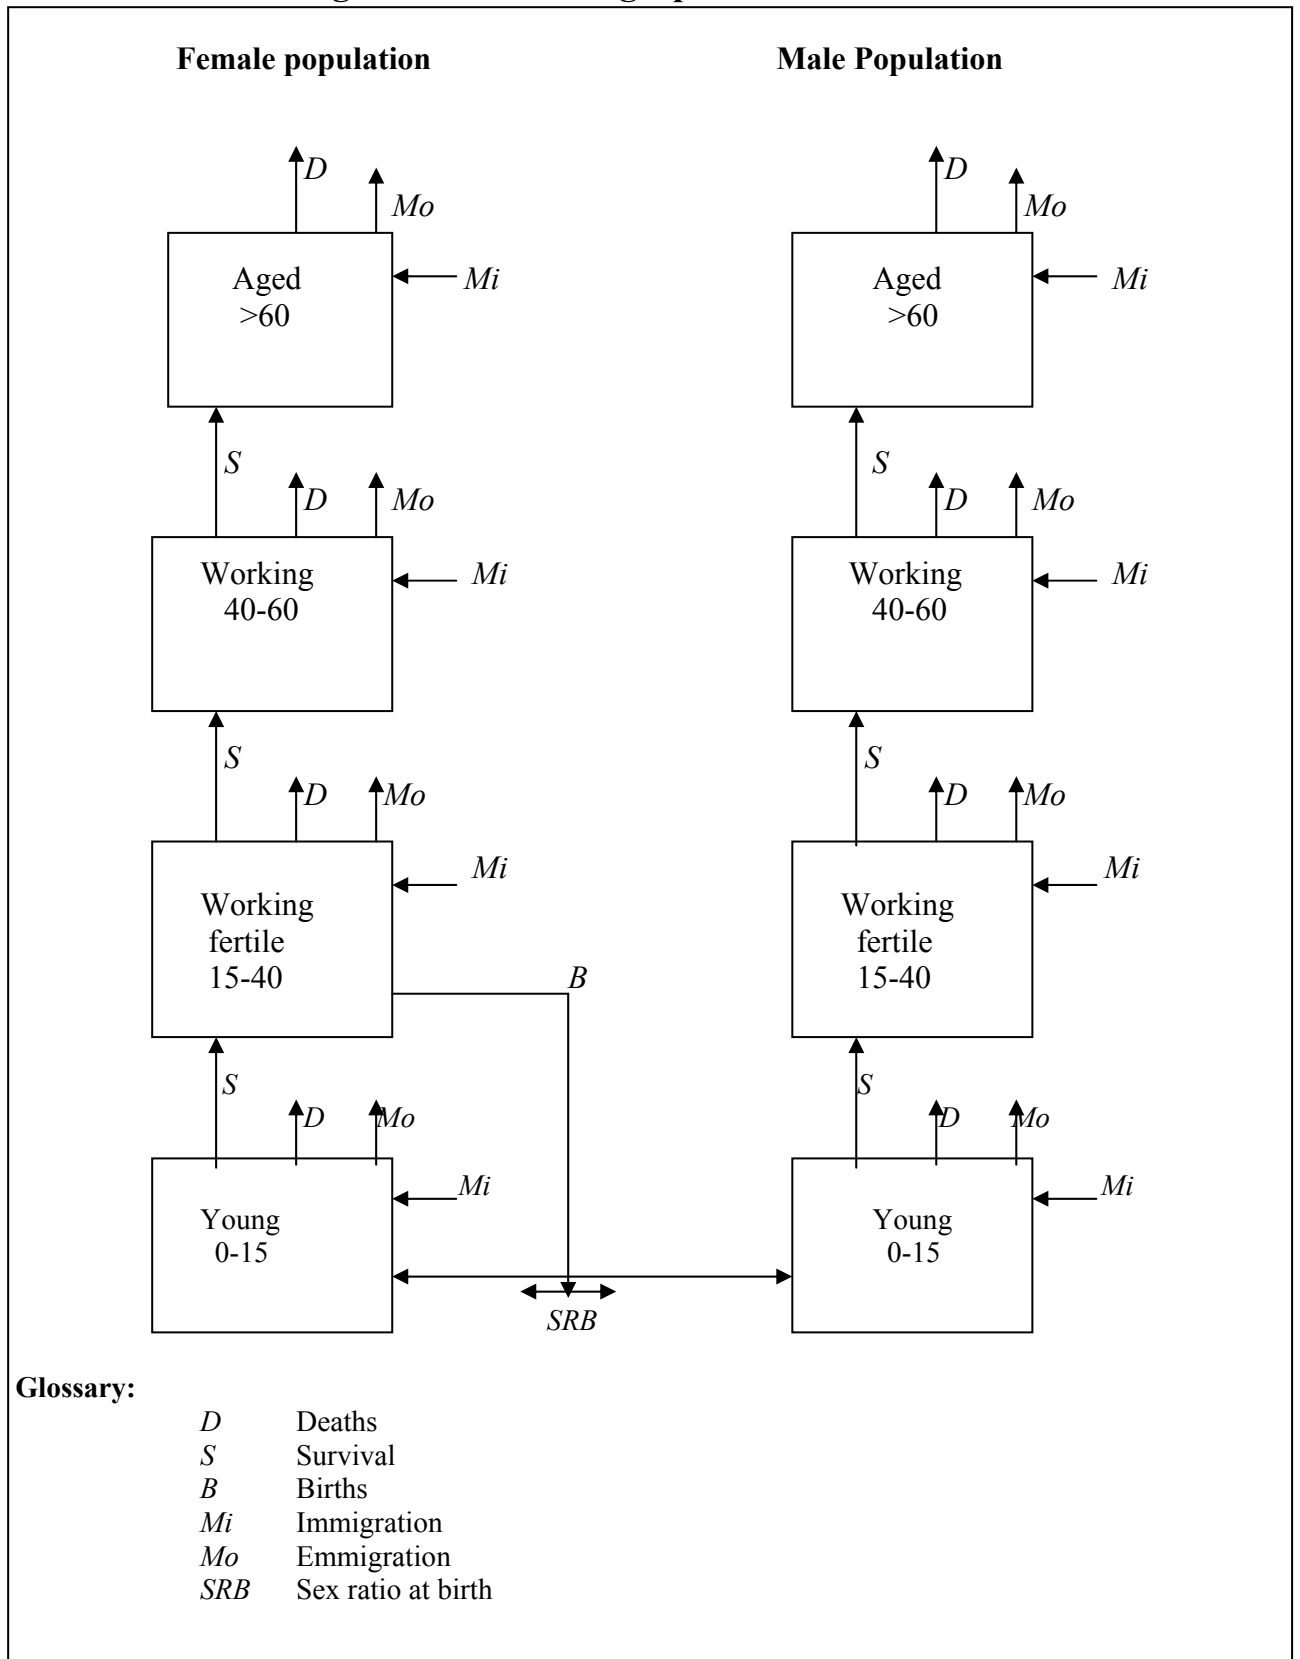 Female population
Male Population
D
D
Mo
Mo
Aged
>60
Mi
Aged
>60
Mi
S
S
D
Mo
D
Mo
Working
40-60
Mi
Working
40-60
Mi
S
S
D
Mo
D
Mo
Working
fertile
15-40
Mi
Working
fertile
15-40
Mi
B
S
S
D
Mo
D
Mo
Young
0-15
Mi
Young
0-15
Mi
SRB
Glossary:
D Deaths
S Survival
B Births
Mi Immigration
Mo Emmigration
SRB Sex ratio at birth